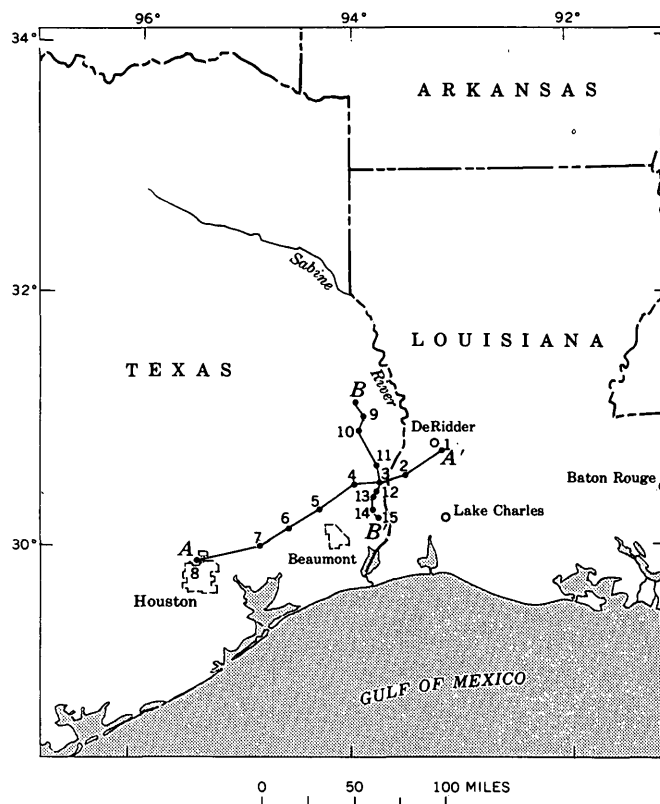 96° 94° 92°
34°
ARKANSAS
32°
Sabine
River
LOUISIANA
TEXAS
B
9
10
DeRidder
1
A'
11
2
3
4
12
13
Baton Rouge
5
14
15
Lake Charles
B
6
7
30°
A
Beaumont
8
Houston
GULF OF MEXICO
0 50 100 MILES